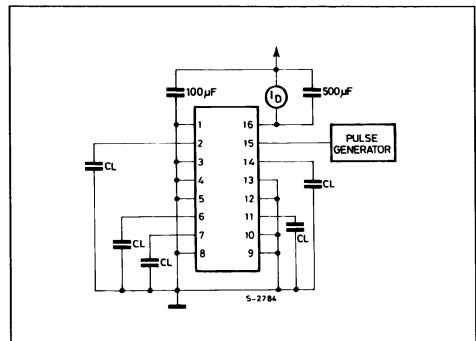 100μF
ID
500μF
1 16
2 15
PULSE
GENERATOR
3 14
CL
4 13
CL
5 12
6 11
CL
7 10
CL
CL
8 9
S-2784